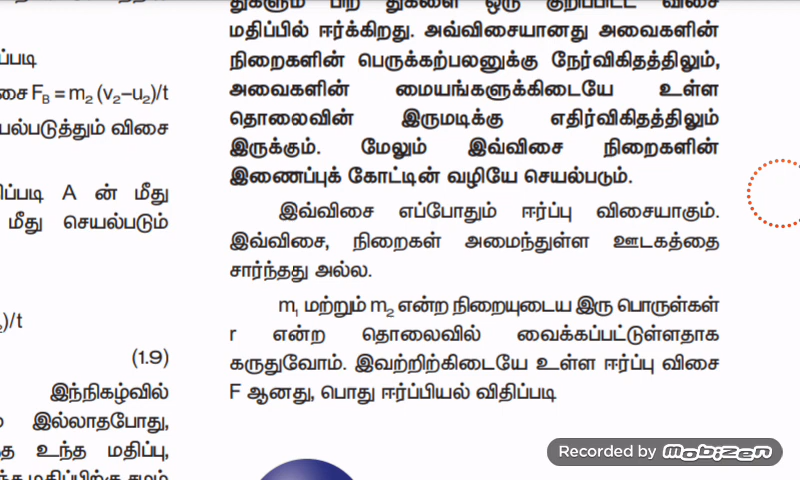 ப்படி
சை F_B = m₂ (v₂–u₂)/t
யல்படுத்தும் விசை
ிப்படி A ன் மீது
மீது செயல்படும்
)/t
(1.9)
இந்நிகழ்வில்
இல்லாதபோது,
த உந்த மதிப்பு,
துகளும் பிற துகளை ஒரு குறிப்பிட்ட விசை
மதிப்பில் ஈர்க்கிறது. அவ்விசையானது அவைகளின்
நிறைகளின் பெருக்கற்பலனுக்கு நேர்விகிதத்திலும்,
அவைகளின் மையங்களுக்கிடையே உள்ள
தொலைவின் இருமடிக்கு எதிர்விகிதத்திலும்
இருக்கும். மேலும் இவ்விசை நிறைகளின்
இணைப்புக் கோட்டின் வழியே செயல்படும்.
இவ்விசை எப்போதும் ஈர்ப்பு விசையாகும்.
இவ்விசை, நிறைகள் அமைந்துள்ள ஊடகத்தை
சார்ந்தது அல்ல.
m₁ மற்றும் m₂ என்ற நிறையுடைய இரு பொருள்கள்
r என்ற தொலைவில் வைக்கப்பட்டுள்ளதாக
கருதுவோம். இவற்றிற்கிடையே உள்ள ஈர்ப்பு விசை
F ஆனது, பொது ஈர்ப்பியல் விதிப்படி
Recorded by mobizen